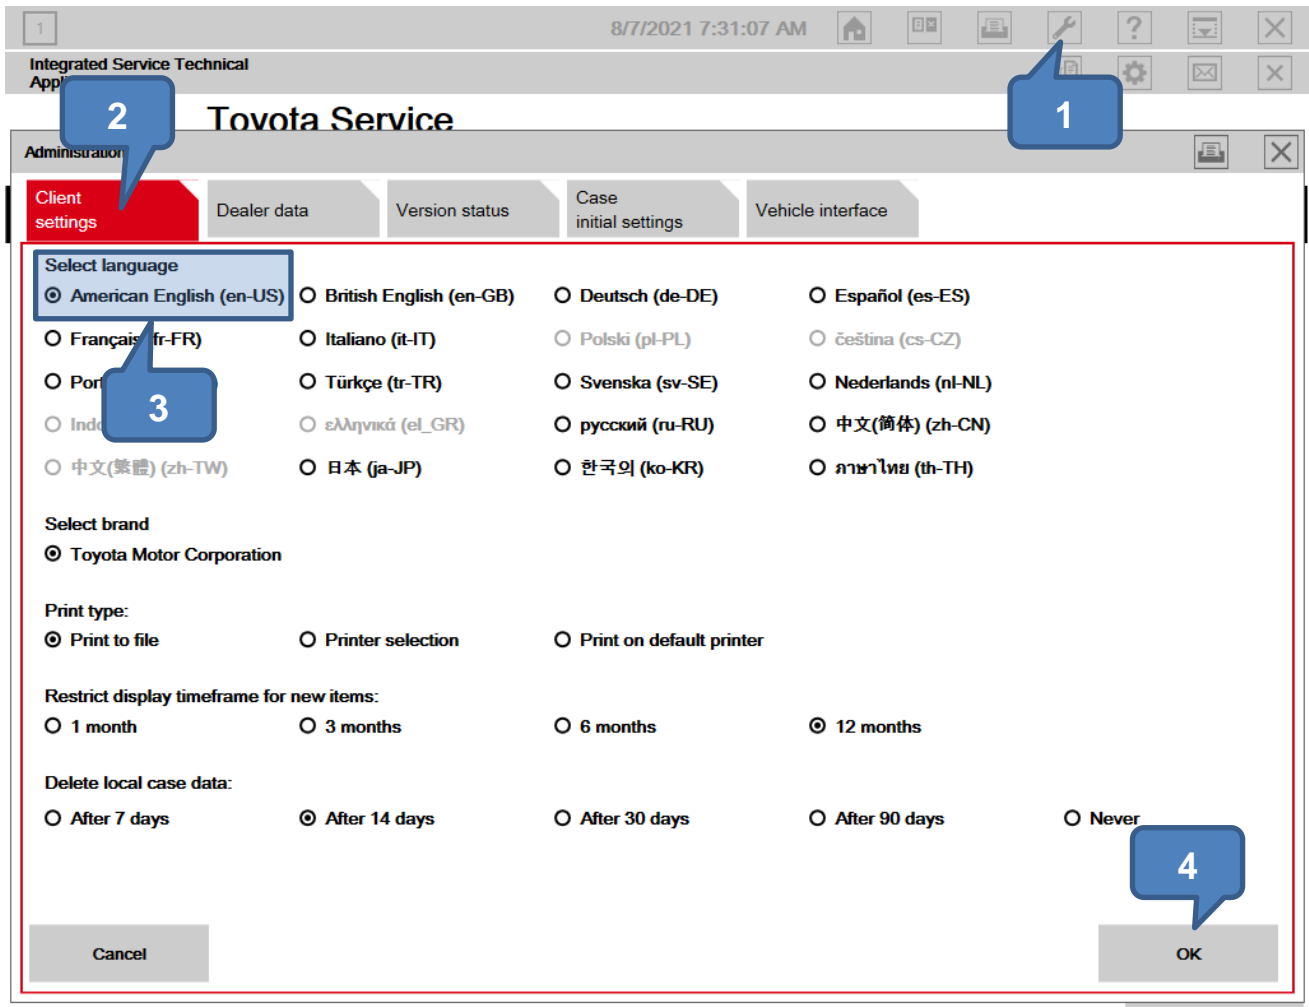 1 8/7/2021 7:31:07 AM ?
Integrated Service Technical
2
1
Toyota Service
Administration
Client
settings
Dealer data
Version status
Case
initial settings
Vehicle interface
Select language
American English (en-US) British English (en-GB) Deutsch (de-DE) Español (es-ES)
Français (fr-FR) Italiano (it-IT) Polski (pl-PL) čeština (cs-CZ)
Türkçe (tr-TR) Svenska (sv-SE) Nederlands (nl-NL)
3
ελληνικά (el_GR) русский (ru-RU) 中文(简体) (zh-CN)
中文(繁體) (zh-TW) 日本 (ja-JP) 한국의 (ko-KR) ภาษาไทย (th-TH)
Select brand
Toyota Motor Corporation
Print type:
Print to file Printer selection Print on default printer
Restrict display timeframe for new items:
1 month 3 months 6 months 12 months
Delete local case data:
After 7 days After 14 days After 30 days After 90 days Never
4
Cancel OK